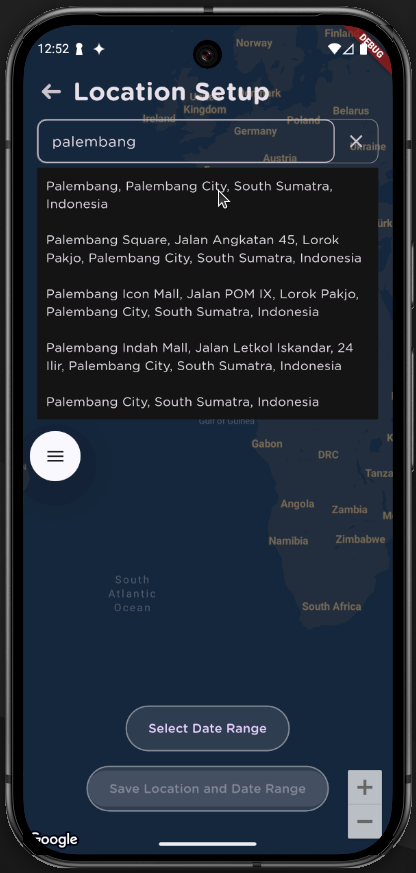 12:52
DEBUG
Norway
Location Setup
Kingdom
Ireland
Poland
Belarus
Germany
palembang
Austria
Palembang, Palembang City, South Sumatra,
Indonesia
Palembang Square, Jalan Angkatan 45, Lorok
Pakjo, Palembang City, South Sumatra, Indonesia
Palembang Icon Mall, Jalan POM IX, Lorok Pakjo,
Palembang City, South Sumatra, Indonesia
Palembang Indah Mall, Jalan Letkol Iskandar, 24
Ilir, Palembang City, South Sumatra, Indonesia
Palembang City, South Sumatra, Indonesia
Gulf of Guinea
Gabon
DRC
Angola
Zambia
Namibia
Zimbabwe
South
Atlantic
Ocean
South Africa
Select Date Range
Save Location and Date Range
Google